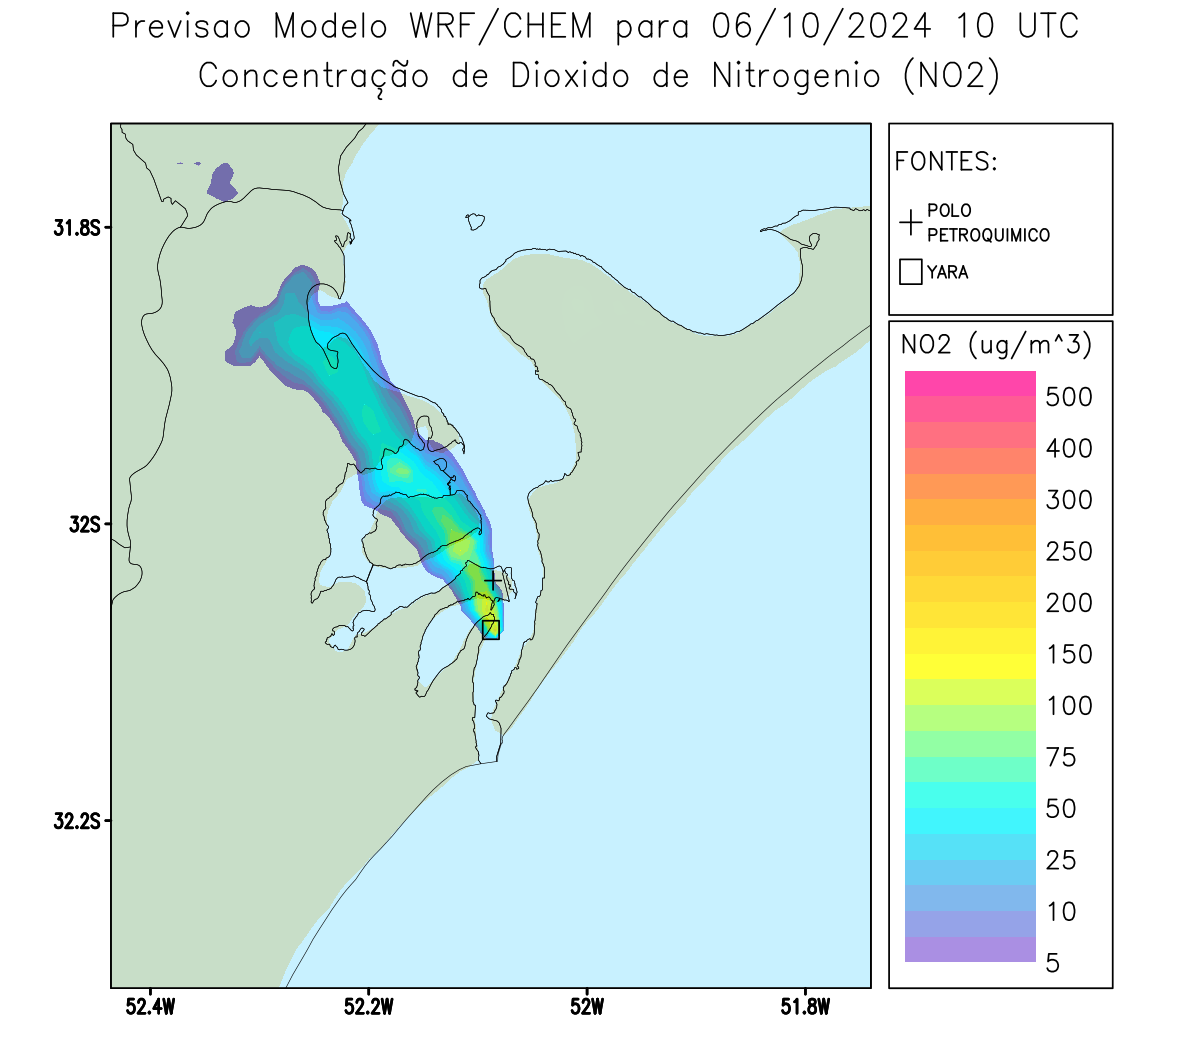 Previsao Modelo WRF/CHEM para 06/10/2024 10 UTC
Concentração de Dioxido de Nitrogenio (NO2)
FONTES:
POLO
PETROQUIMICO
YARA
31.8S
32S
32.2S
52.4W
52.2W
52W
51.8W
NO2 (ug/m^3)
500
400
300
250
200
150
100
75
50
25
10
5